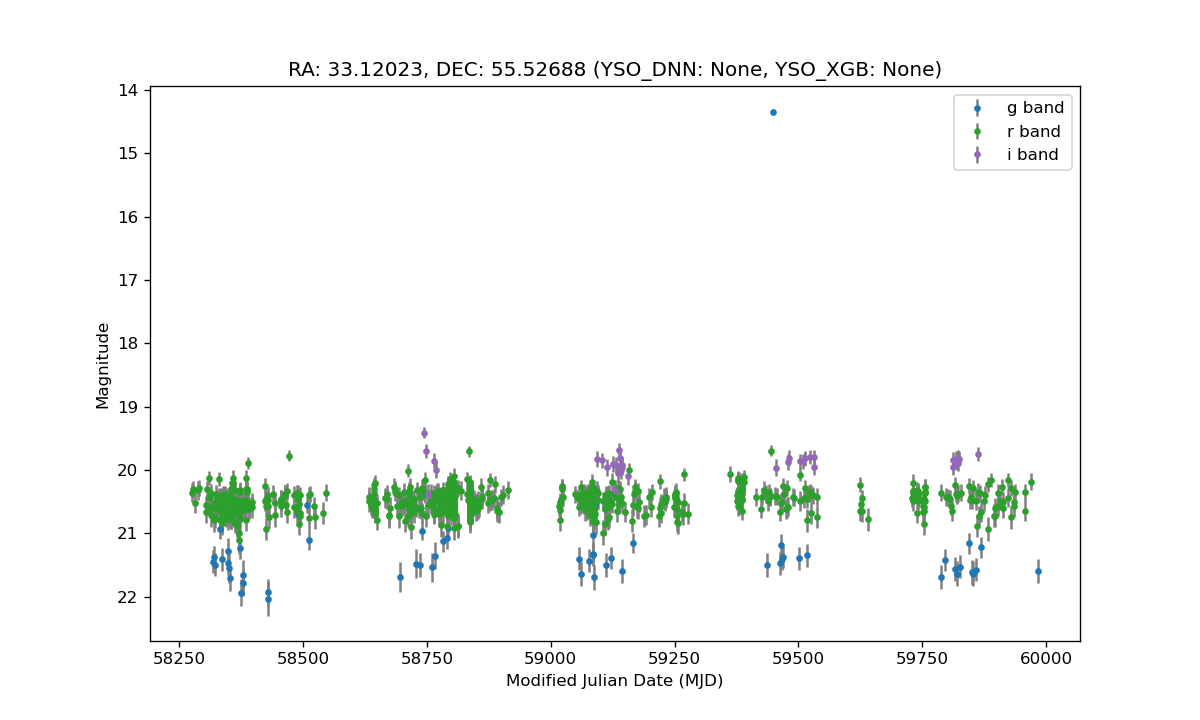 RA: 33.12023, DEC: 55.52688 (YSO_DNN: None, YSO_XGB: None)
g band
r band
i band
14
15
16
17
18
19
20
21
22
Magnitude
58250 58500 58750 59000 59250 59500 59750 60000
Modified Julian Date (MJD)